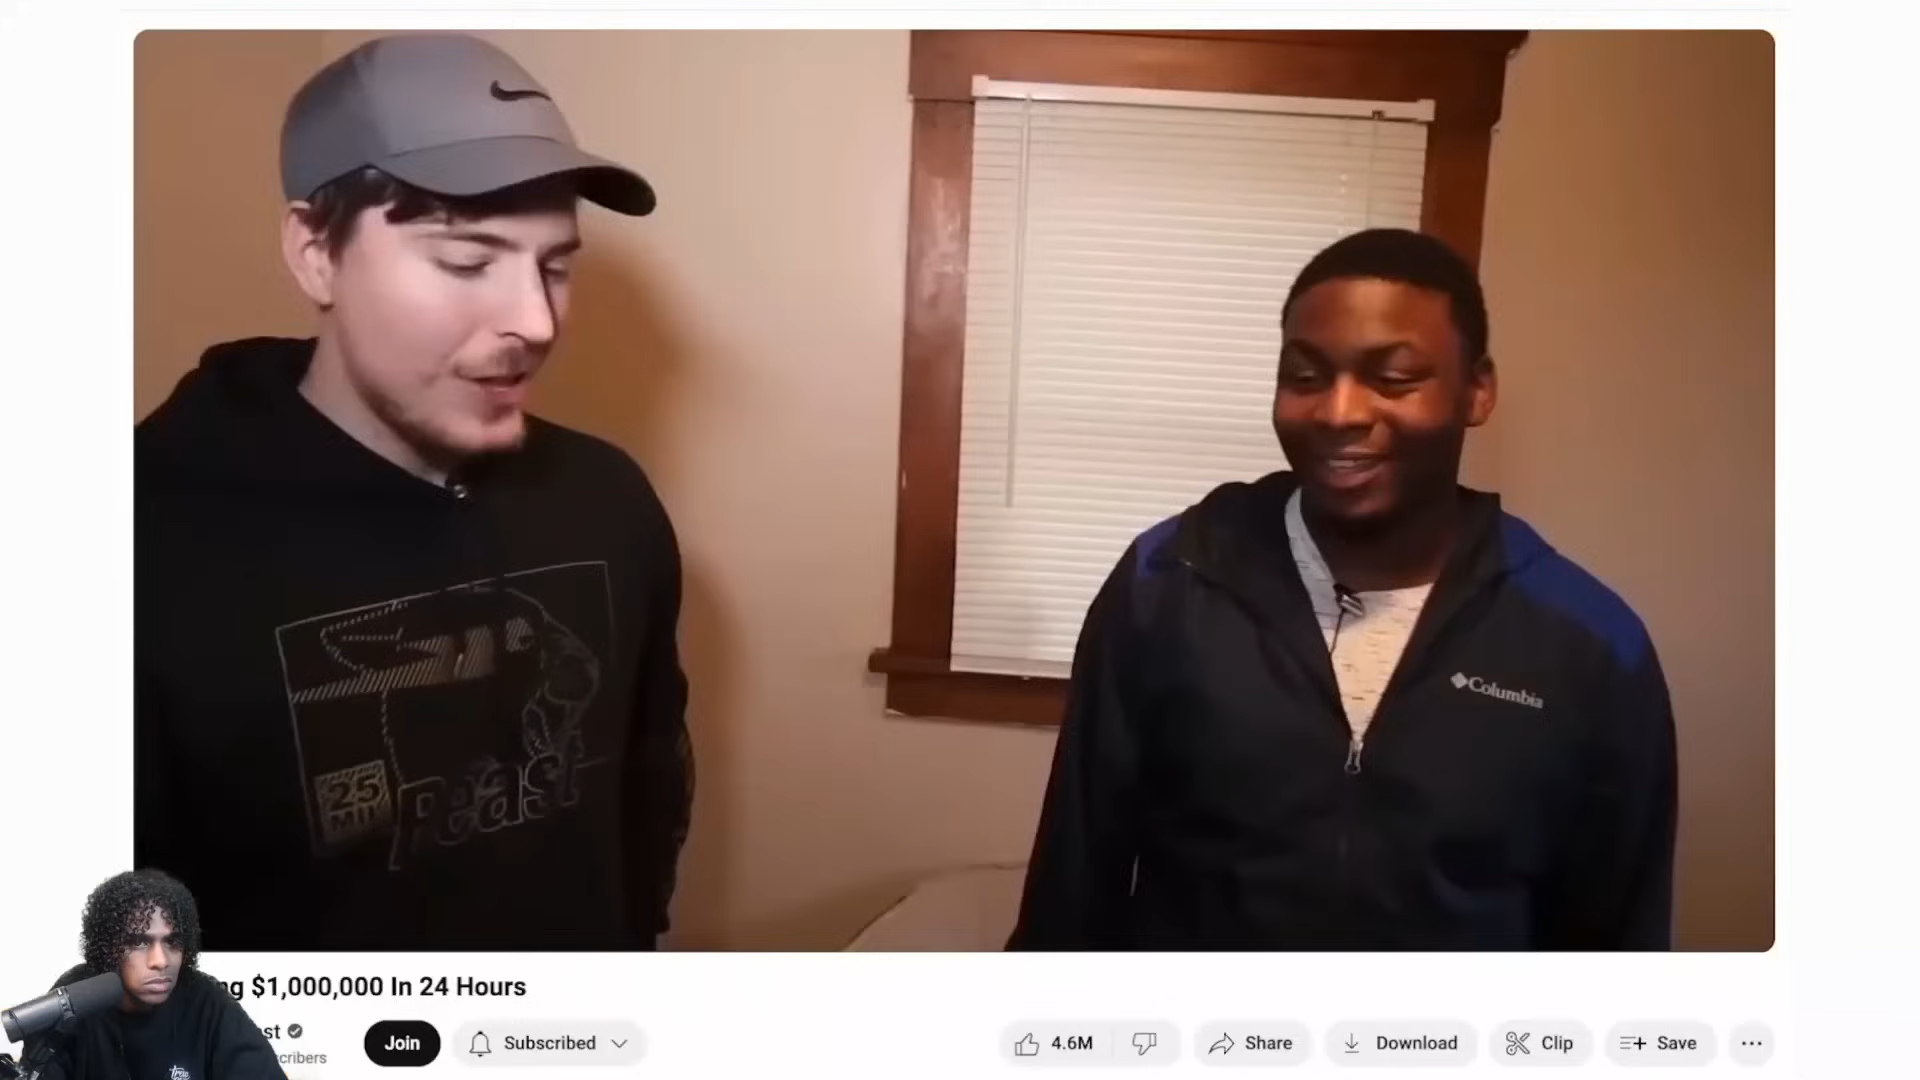 25
MIL
Beast
Columbia
ng $1,000,000 In 24 Hours
st
Join
Subscribed
4.6M
Share
Download
Clip
Save
cribers
true